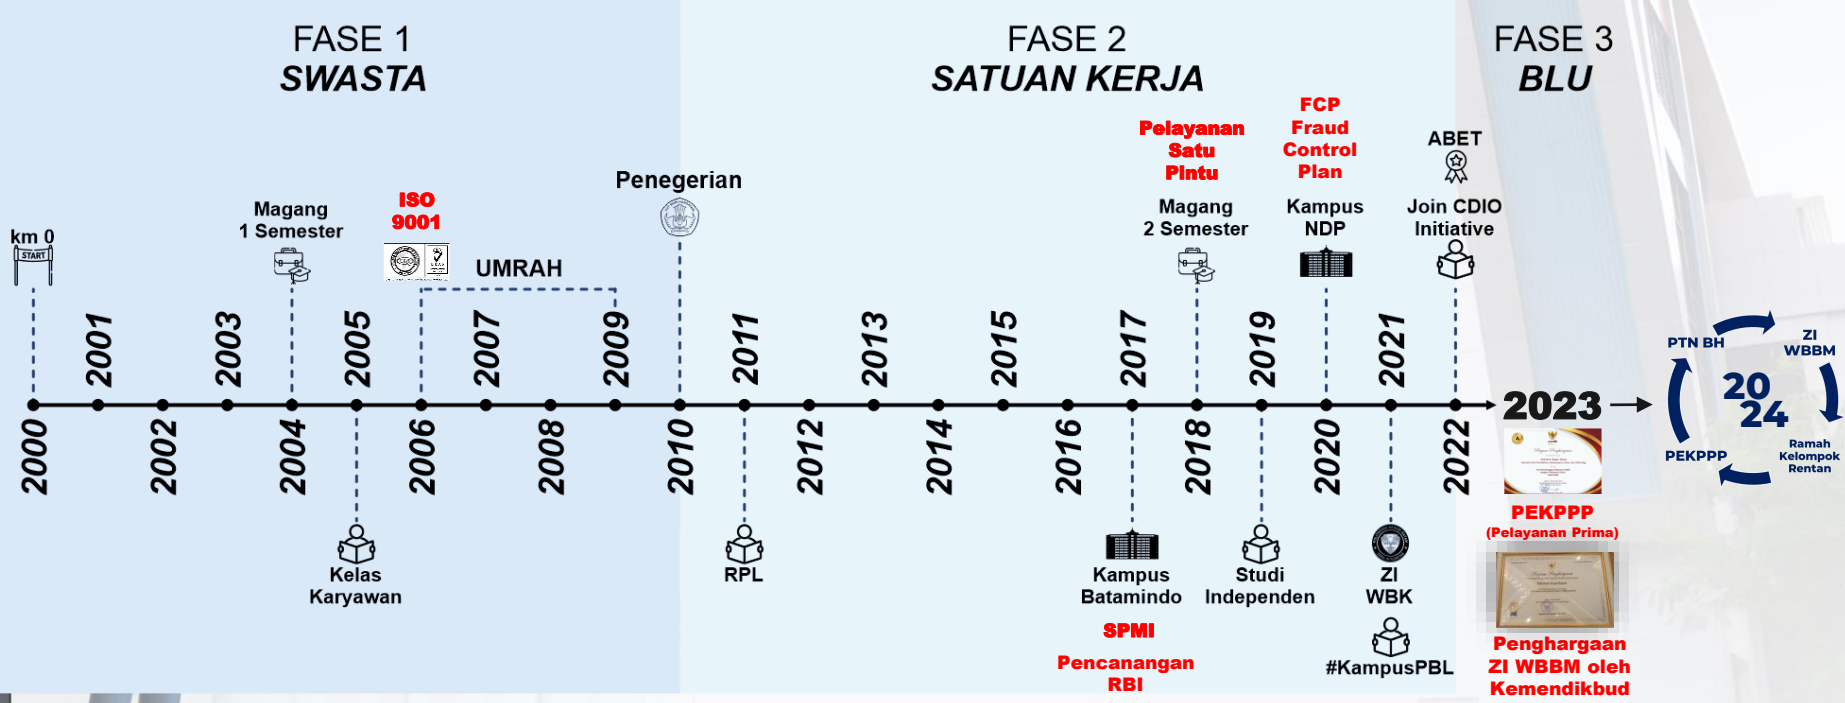 FASE 1
SWASTA
FASE 2
SATUAN KERJA
FASE 3
BLU
km 0
START
Magang
1 Semester
ISO
9001
UMRAH
Penegerian
Pelayanan
Satu
Pintu
Magang
2 Semester
FCP
Fraud
Control
Plan
Kampus
NDP
ABET
Join CDIO
Initiative
2001
2003
2005
2007
2009
2011
2013
2015
2017
2019
2021
2000
2002
2004
2006
2008
2010
2012
2014
2016
2018
2020
2022
2023
Kelas
Karyawan
RPL
Kampus
Batamindo
SPMI
Pencanangan
RBI
Studi
Independen
ZI
WBK
#KampusPBL
PEKPPP
(Pelayanan Prima)
Penghargaan
ZI WBBM oleh
Kemendikbud
PTN BH
ZI
WBBM
20
24
PEKPPP
Ramah
Kelompok
Rentan